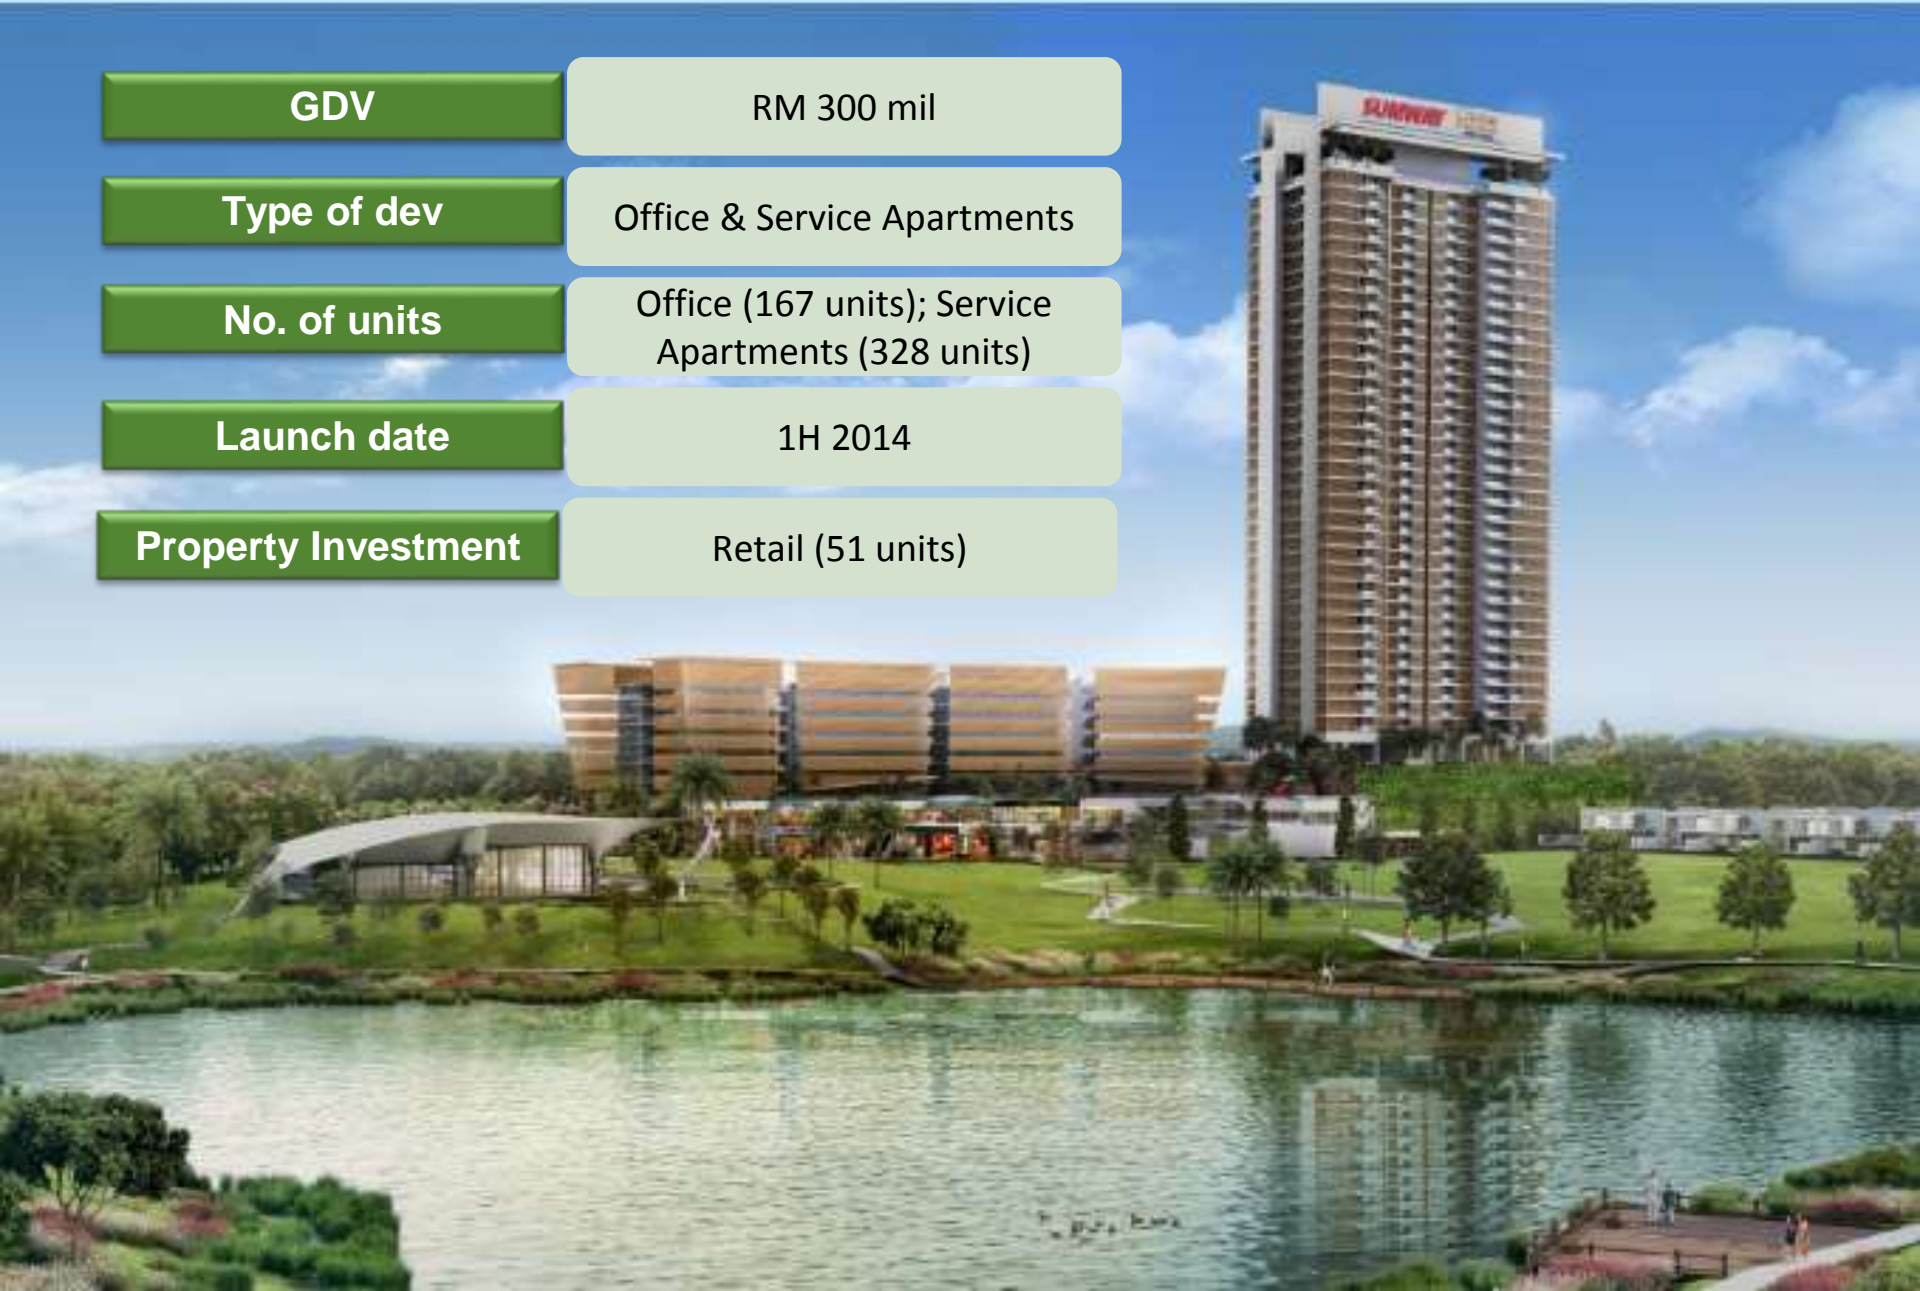 GDV
RM 300 mil
Type of dev
Office & Service Apartments
No. of units
Office (167 units); Service
Apartments (328 units)
Launch date
1H 2014
Property Investment
Retail (51 units)
SUNWAY